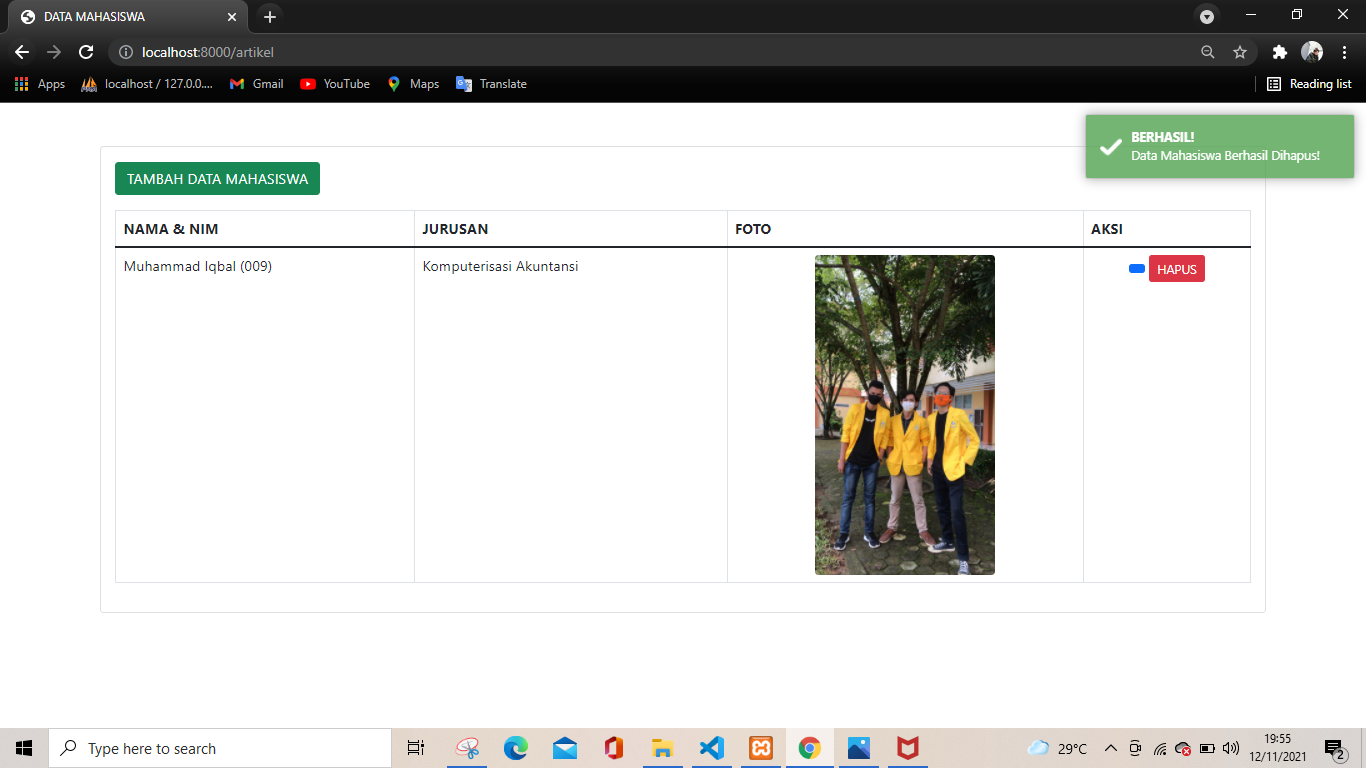 DATA MAHASISWA
localhost:8000/artikel
Apps
localhost / 127.0.0....
Gmail
YouTube
Maps
Translate
Reading list
BERHASIL!
Data Mahasiswa Berhasil Dihapus!
TAMBAH DATA MAHASISWA
NAMA & NIM
JURUSAN
FOTO
AKSI
Muhammad Iqbal (009)
Komputerisasi Akuntansi
HAPUS
Type here to search
29°C
19:55
12/11/2021
2